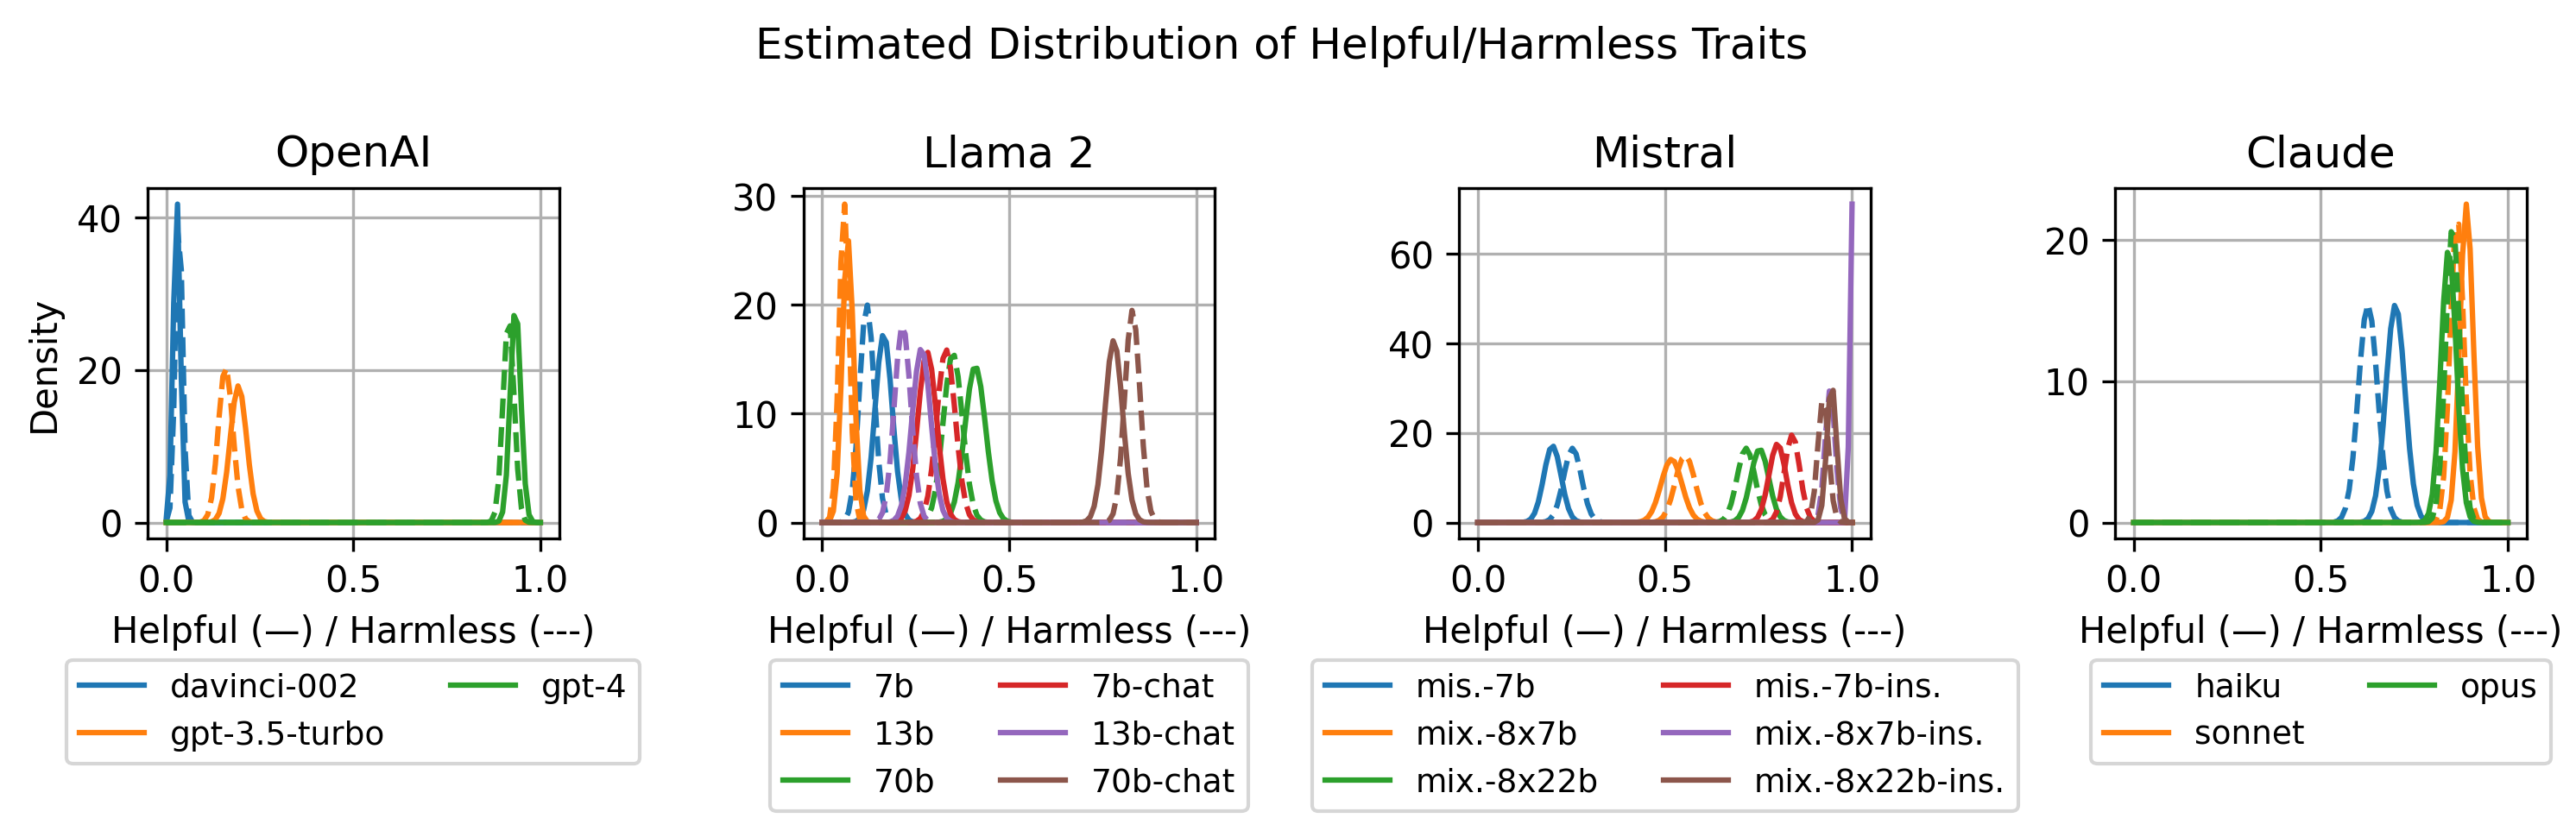 Estimated Distribution of Helpful/Harmless Traits
OpenAI
Llama 2
Mistral
Claude
Density
40
20
0
0.0 0.5 1.0
30
20
10
0
0.0 0.5 1.0
60
40
20
0
0.0 0.5 1.0
20
10
0
0.0 0.5 1.0
Helpful (—) / Harmless (---)
Helpful (—) / Harmless (---)
Helpful (—) / Harmless (---)
Helpful (—) / Harmless (---)
davinci-002 gpt-4
gpt-3.5-turbo
7b 7b-chat
13b 13b-chat
70b 70b-chat
mis.-7b mis.-7b-ins.
mix.-8x7b mix.-8x7b-ins.
mix.-8x22b mix.-8x22b-ins.
haiku opus
sonnet